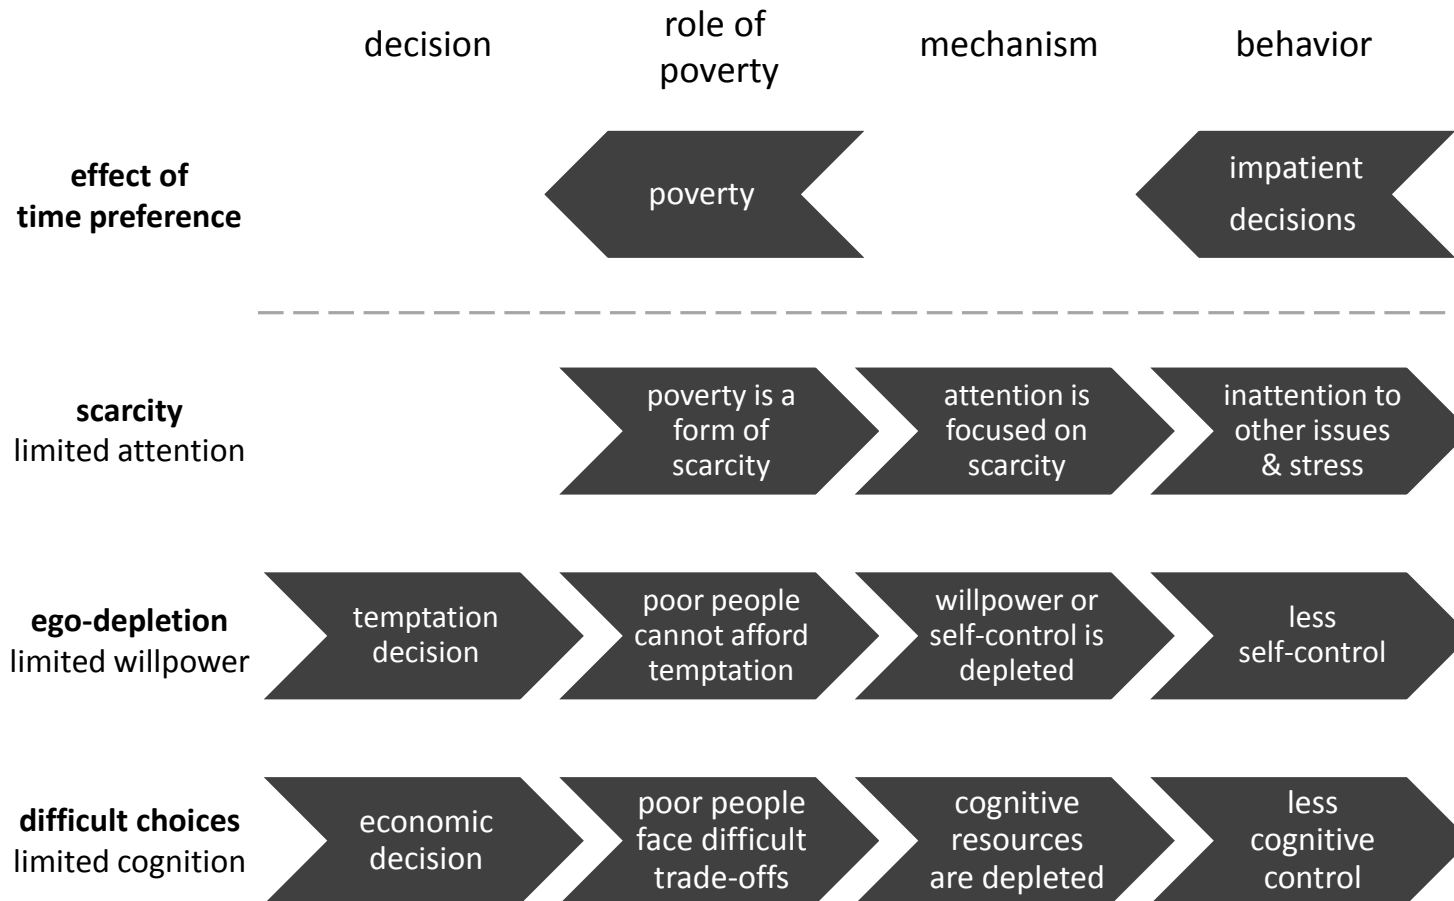 decision
role of
poverty
mechanism
behavior
effect of
time preference
poverty
impatient
decisions
scarcity
limited attention
poverty is a
form of
scarcity
attention is
focused on
scarcity
inattention to
other issues
& stress
ego-depletion
limited willpower
temptation
decision
poor people
cannot afford
temptation
willpower or
self-control is
depleted
less
self-control
difficult choices
limited cognition
economic
decision
poor people
face difficult
trade-offs
cognitive
resources
are depleted
less
cognitive
control